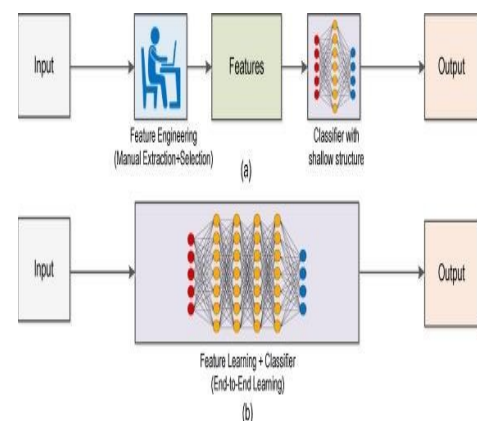 Input
Features
Output
Feature Engineering
(Manual Extraction+Selection)
Classifier with
shallow structure
(a)
Input
Output
Feature Learning + Classifier
(End-to-End Learning)
(b)